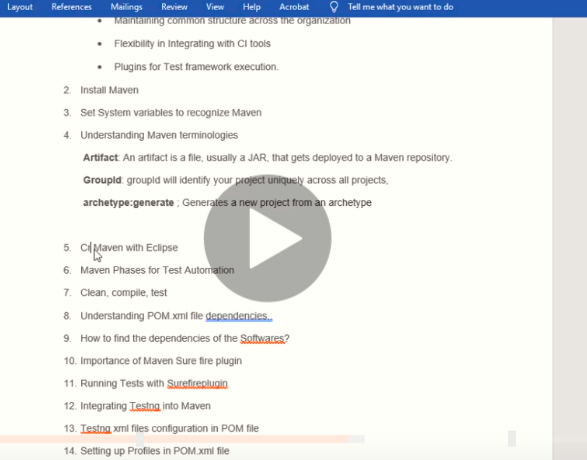 Layout References Mailings Review View Help Acrobat Tell me what you want to do
• Maintaining common structure across the organization
• Flexibility in Integrating with CI tools
• Plugins for Test framework execution.
2. Install Maven
3. Set System variables to recognize Maven
4. Understanding Maven terminologies
Artifact: An artifact is a file, usually a JAR, that gets deployed to a Maven repository.
GroupId: groupId will identify your project uniquely across all projects,
archetype:generate ; Generates a new project from an archetype
5. Maven with Eclipse
6. Maven Phases for Test Automation
7. Clean, compile, test
8. Understanding POM.xml file dependencies..
9. How to find the dependencies of the Softwares?
10. Importance of Maven Sure fire plugin
11. Running Tests with Surefireplugin
12. Integrating Testng into Maven
13. Testng xml files configuration in POM file
14. Setting up Profiles in POM.xml file